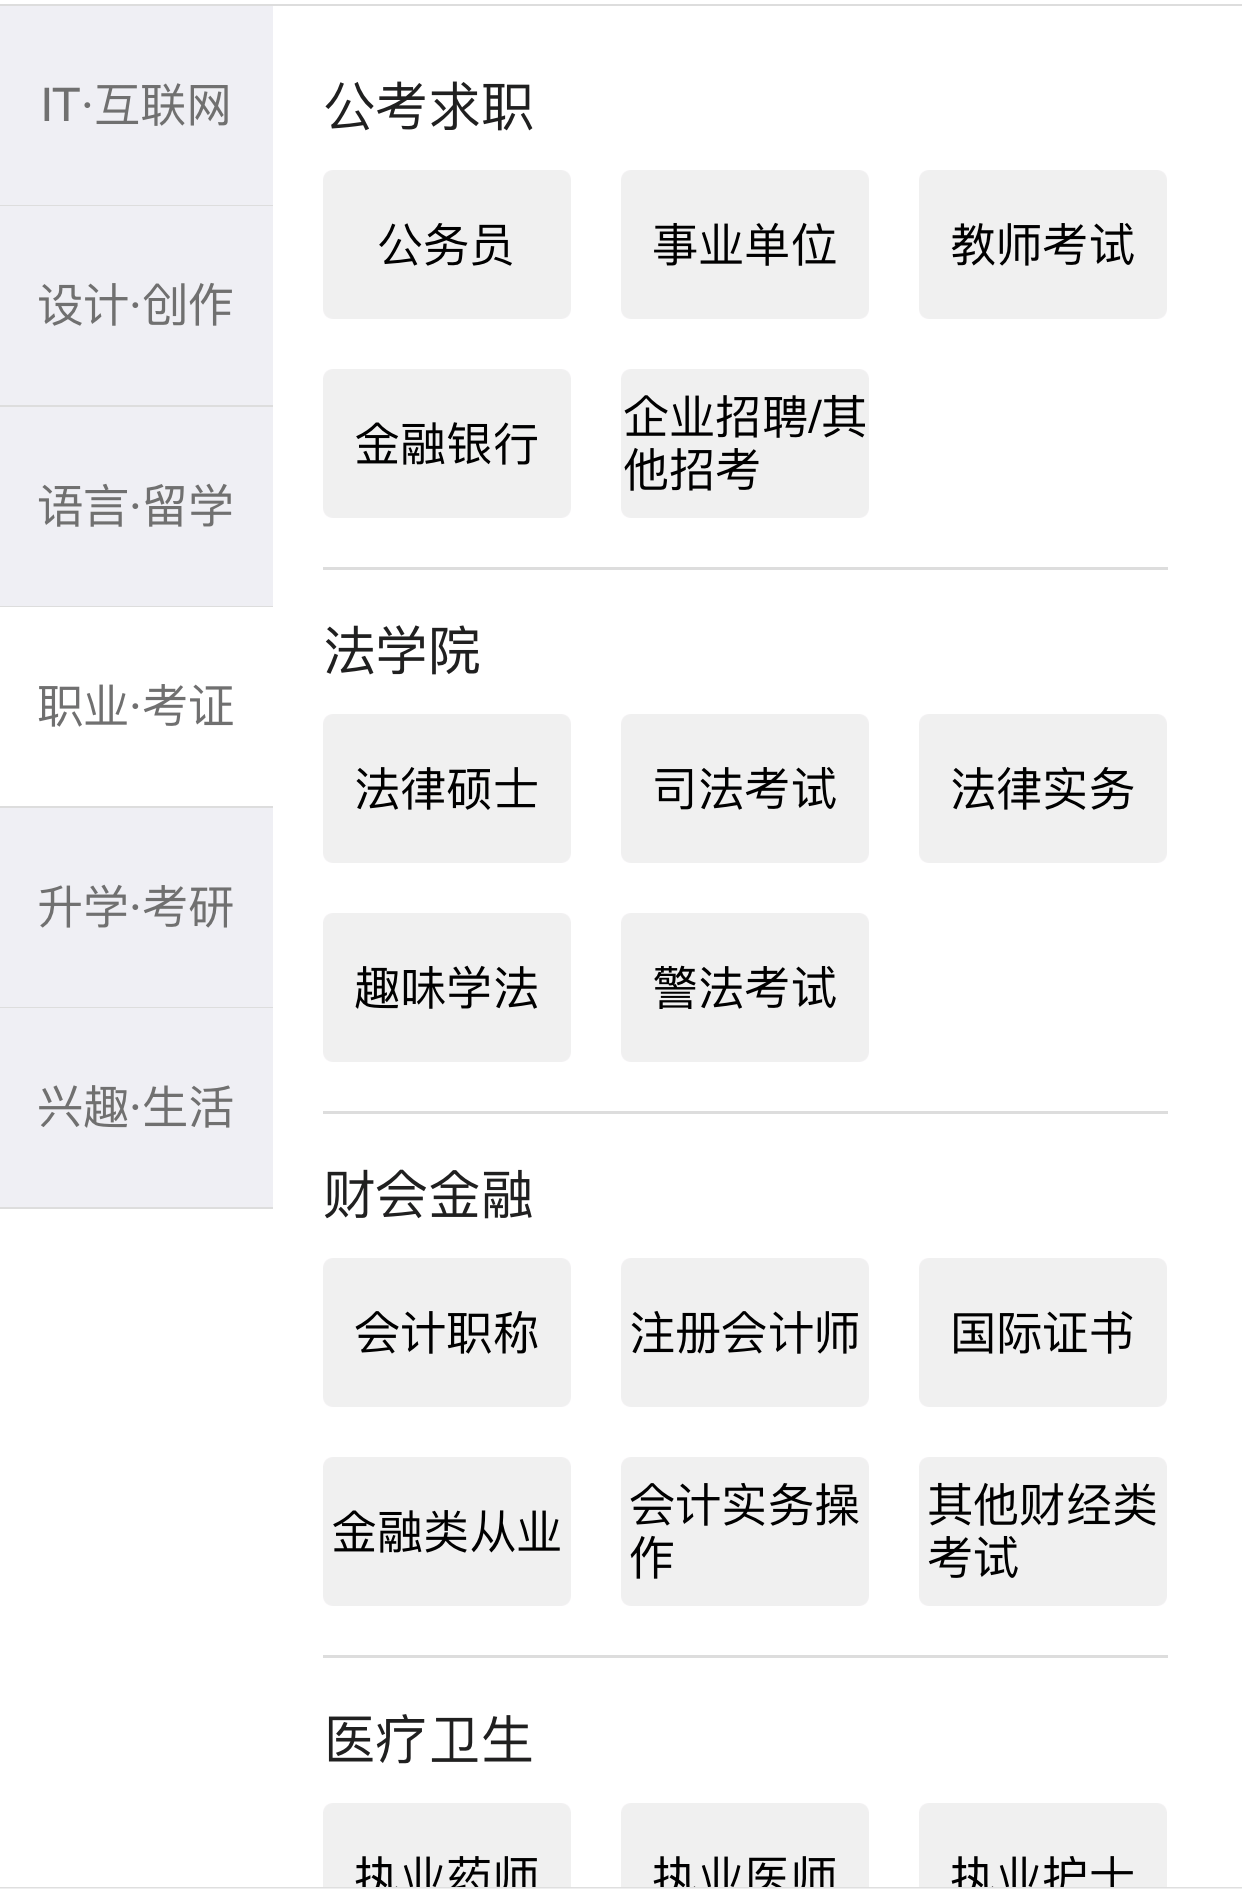 IT·互联网
设计·创作
语言·留学
职业·考证
升学·考研
兴趣·生活
公考求职
公务员
事业单位
教师考试
金融银行
企业招聘/其
他招考
法学院
法律硕士
司法考试
法律实务
趣味学法
警法考试
财会金融
会计职称
注册会计师
国际证书
金融类从业
会计实务操
作
其他财经类
考试
医疗卫生
执业药师
执业医师
执业护士